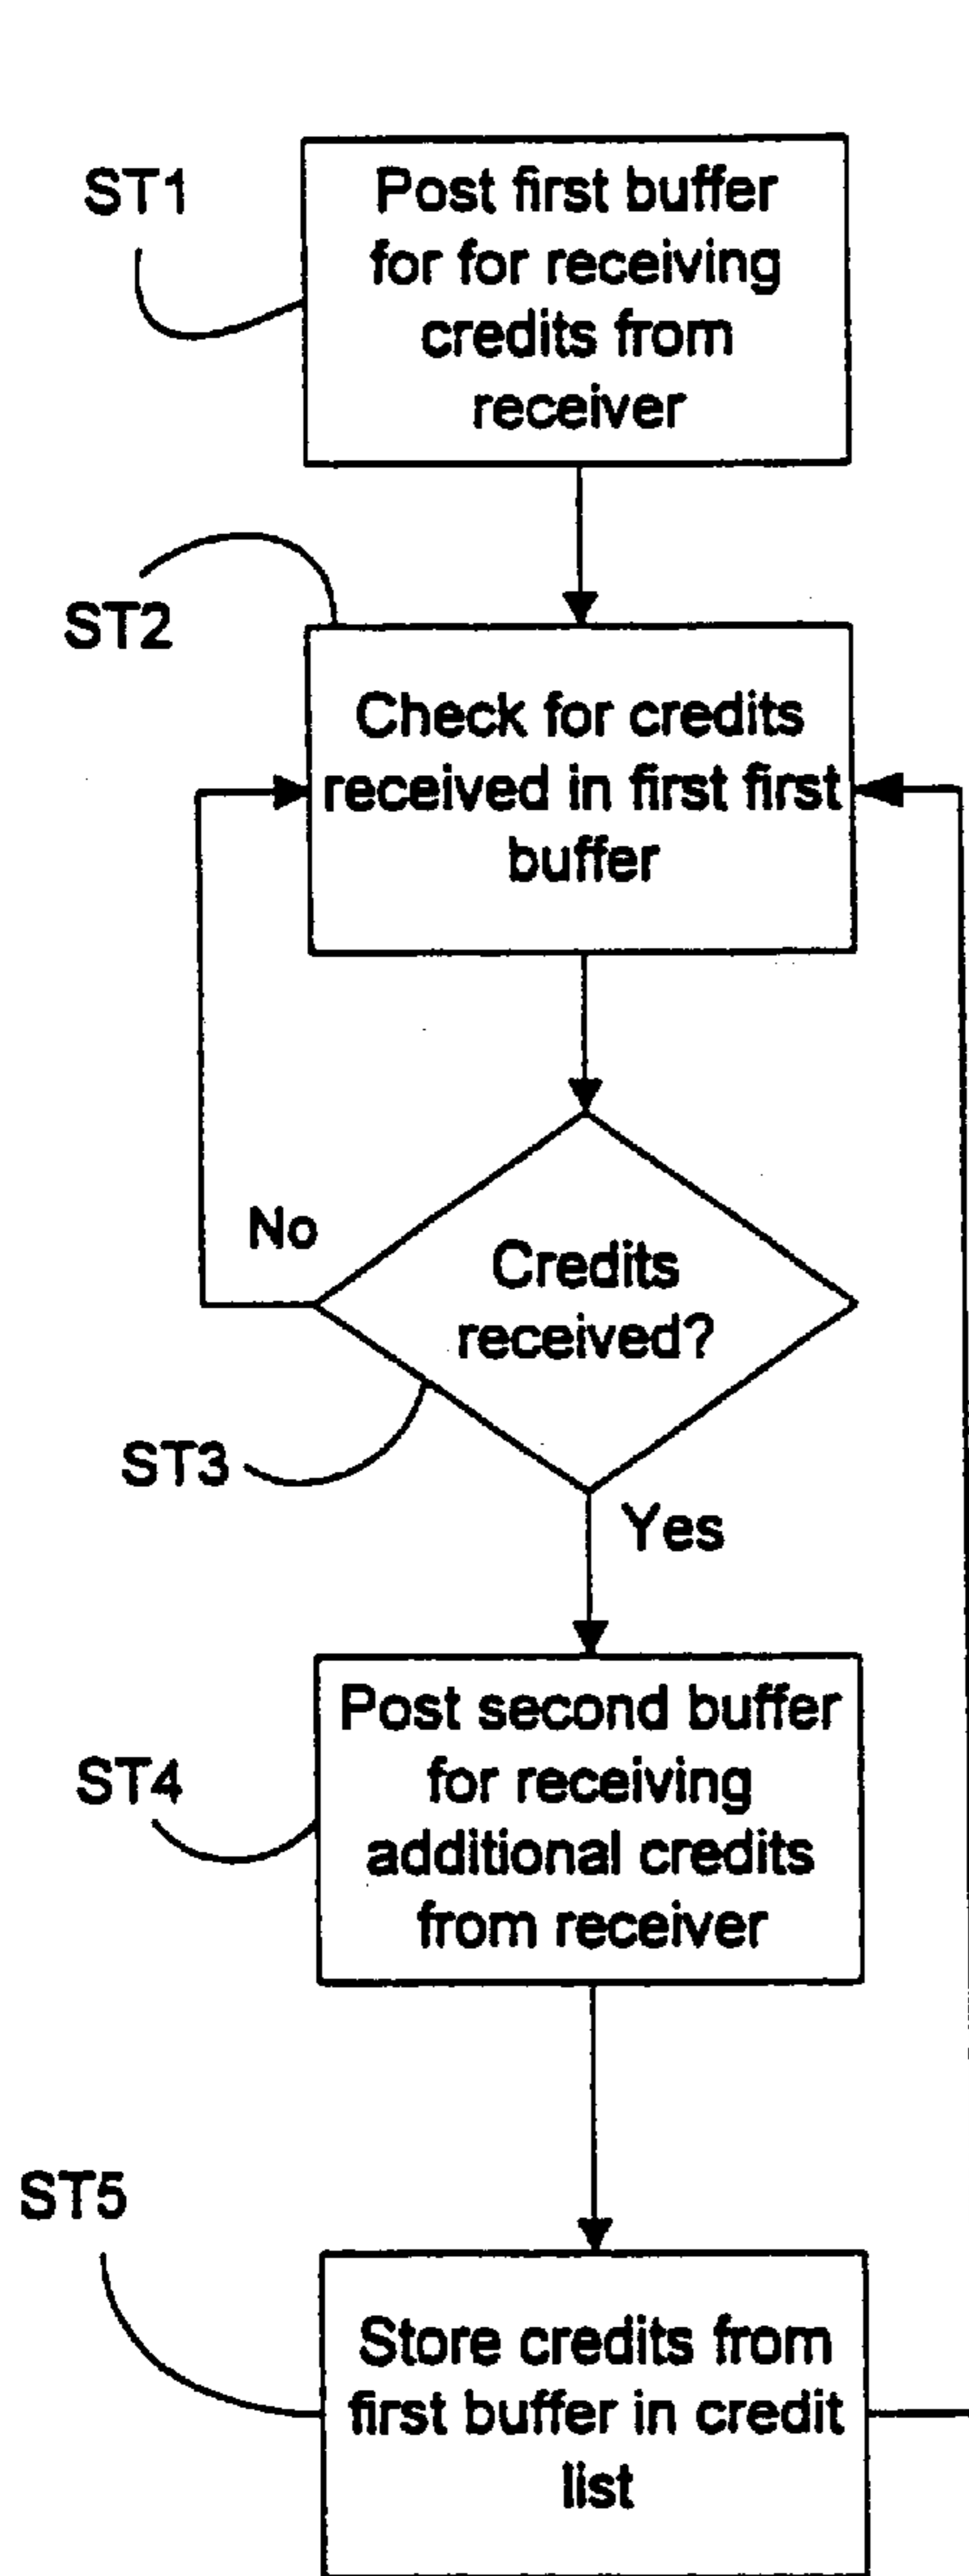 ST1
Post first buffer
for for receiving
credits from
receiver
ST2
Check for credits
received in first first
buffer
No
Credits
received?
ST3
Yes
Post second buffer
for receiving
additional credits
from receiver
ST4
ST5
Store credits from
first buffer in credit
list